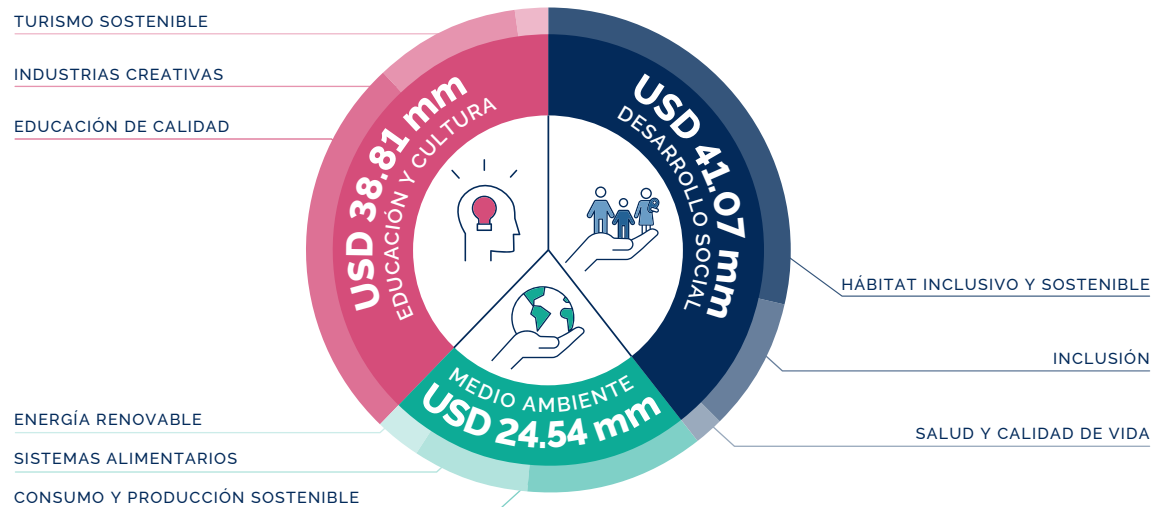 TURISMO SOSTENIBLE
INDUSTRIAS CREATIVAS
EDUCACIÓN DE CALIDAD
USD 38.81 mm
EDUCACIÓN Y CULTURA
USD 41.07 mm
DESARROLLO SOCIAL
HÁBITAT INCLUSIVO Y SOSTENIBLE
INCLUSIÓN
SALUD Y CALIDAD DE VIDA
MEDIO AMBIENTE
USD 24.54 mm
ENERGÍA RENOVABLE
SISTEMAS ALIMENTARIOS
CONSUMO Y PRODUCCIÓN SOSTENIBLE